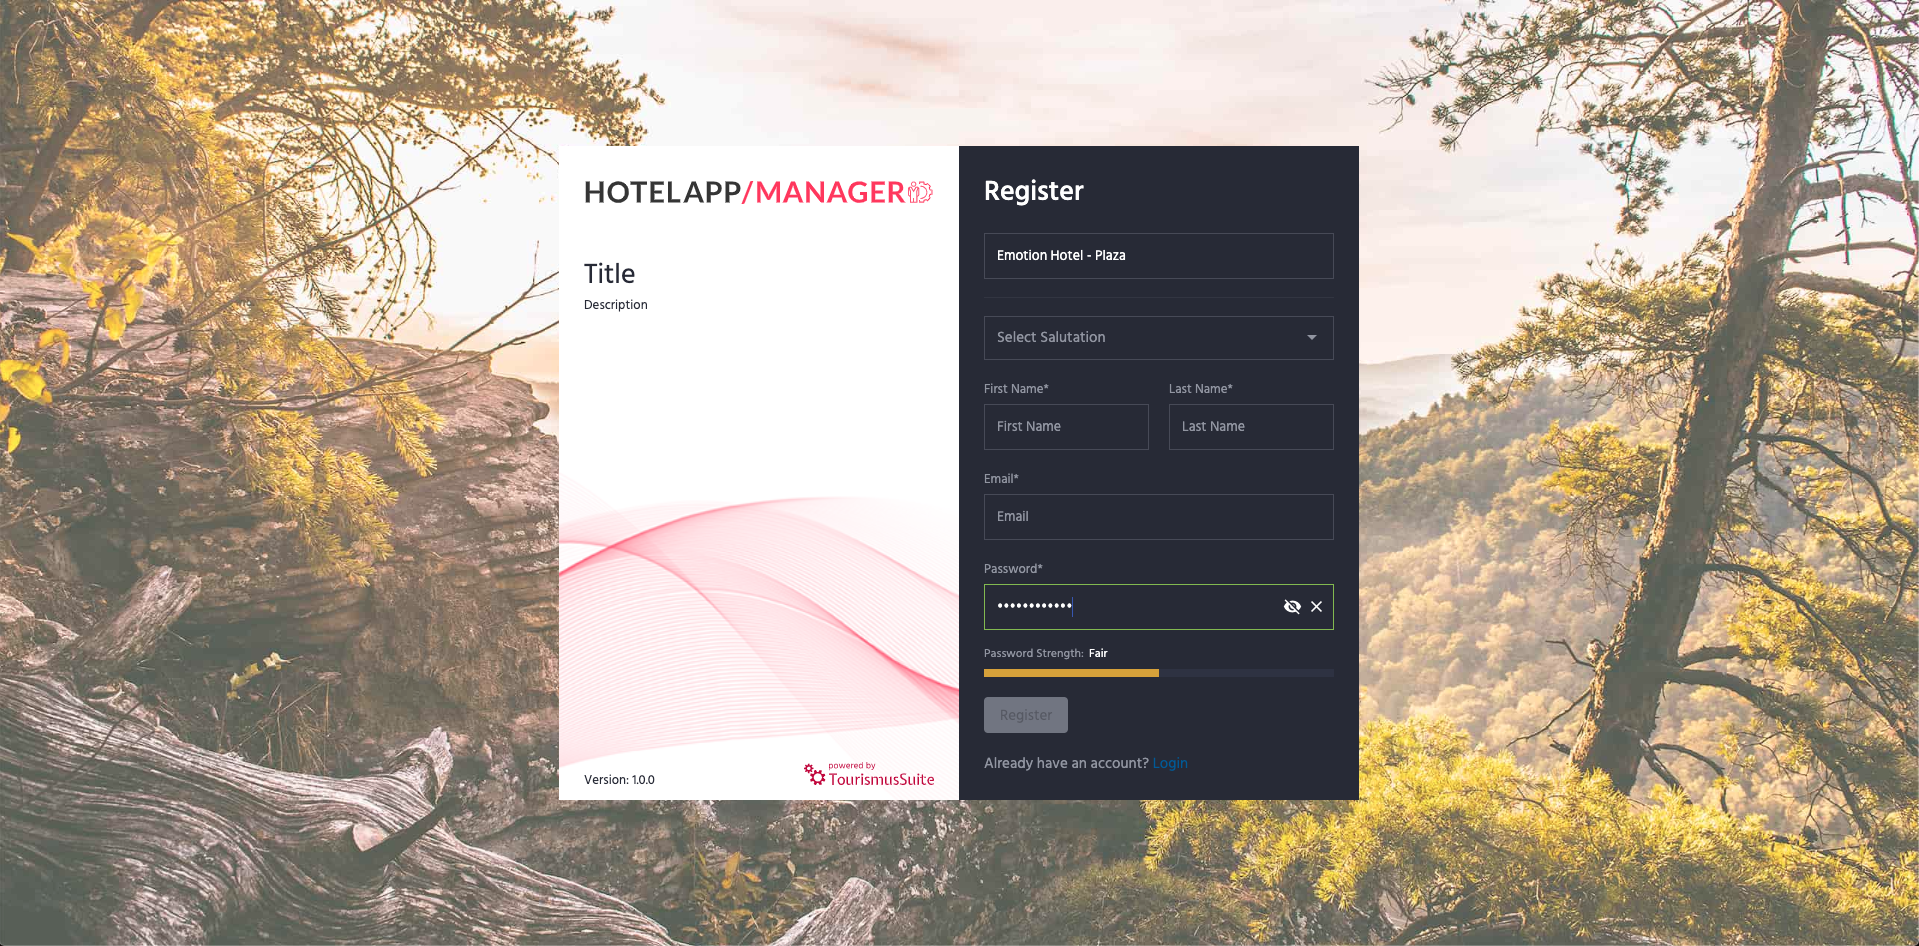 HOTELAPP/MANAGER
Title
Description
Version: 1.0.0
powered by
TourismusSuite
Register
Emotion Hotel - Plaza
Select Salutation
First Name*
Last Name*
First Name
Last Name
Email*
Email
Password*
••••••••••••
Password Strength: Fair
Register
Already have an account? Login